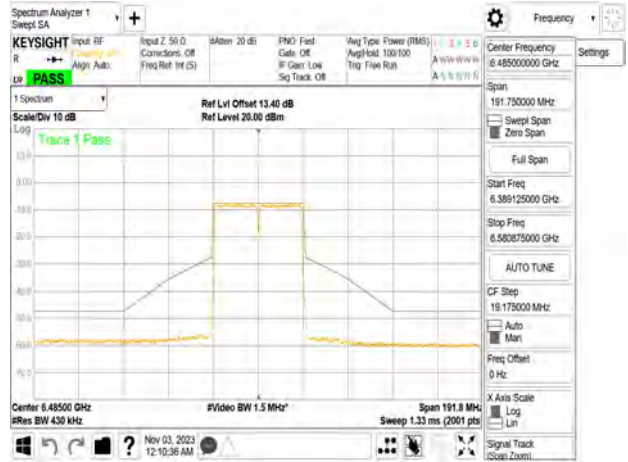 Spectrum Analyzer 1
Swept SA
+
Frequency
KEYSIGHT
Input: RF
Input Z: 50 Ω
#Atten: 20 dB
PNO: Fast
Avg Type: Power (RMS)
R
Align: Auto
Corrections: Off
Freq Ref: Int (S)
Gate: Off
IF Gain: Low
Sig Track: Off
Avg|Hold: 100/100
Trig: Free Run
PASS
Center Frequency
6.485000000 GHz
Settings
Span
191.750000 MHz
Swept Span
Zero Span
Full Span
Start Freq
6.389125000 GHz
Stop Freq
6.580875000 GHz
AUTO TUNE
CF Step
19.175000 MHz
Auto
Man
Freq Offset
0 Hz
X Axis Scale
Log
Lin
Signal Track
(Span Zoom)
1 Spectrum
Scale/Div 10 dB
Ref Lvl Offset 13.40 dB
Ref Level 20.00 dBm
Log
Trace 1 Pass
Center 6.48500 GHz
#Video BW 1.5 MHz*
Span 191.8 MHz
#Res BW 430 kHz
Sweep 1.33 ms (2001 pts)
?
Nov 03, 2023
12:10:36 AM